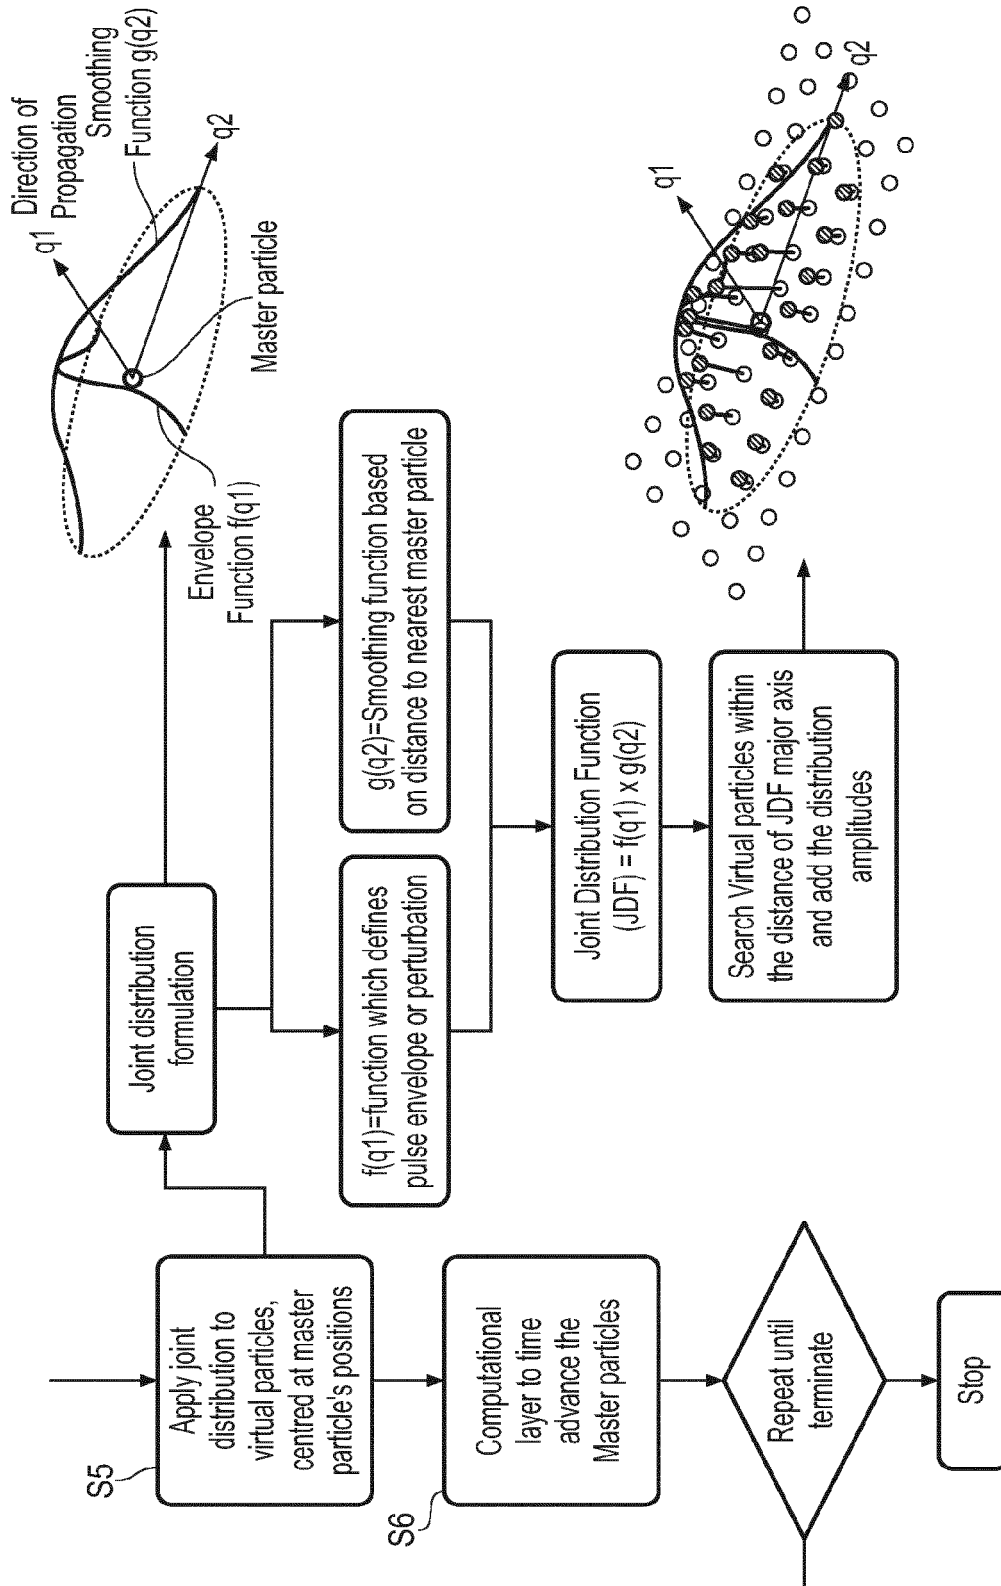 S5
Apply joint
distribution to
virtual particles,
centred at master
particle's positions
S6
Computational
layer to time
advance the
Master particles
Repeat until
terminate
Stop
Joint distribution
formulation
f(q1)=function which defines
pulse envelope or perturbation
g(q2)=Smoothing function based
on distance to nearest master particle
Joint Distribution Function
(JDF) = f(q1) x g(q2)
Search Virtual particles within
the distance of JDF major axis
and add the distribution
amplitudes
Direction of
Propagation
q1
Smoothing
Function g(q2)
q2
Master particle
Envelope
Function f(q1)
q1
q2